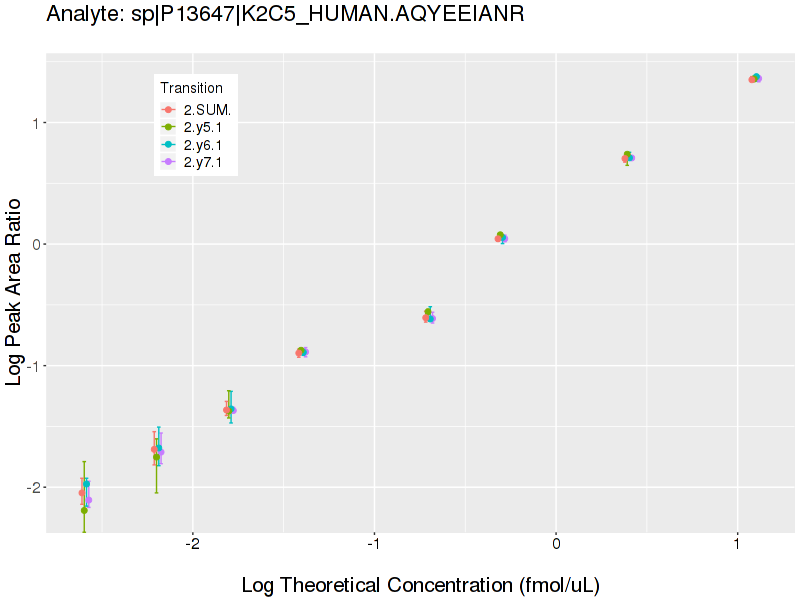 Analyte: sp|P13647|K2C5_HUMAN.AQYEEIANR
Transition
2.SUM.
2.y5.1
2.y6.1
2.y7.1
Log Peak Area Ratio
1
0
-1
-2
-2
-1
0
1
Log Theoretical Concentration (fmol/uL)